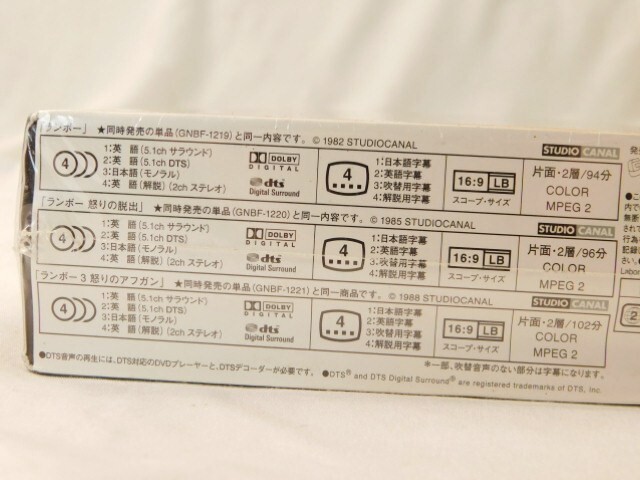 「ランボー」 ★同時発売の単品(GNBF-1219)と同一内容です。 © 1982 STUDIOCANAL STUDIO CANAL
4
1:英 語 (5.1ch サラウンド)
2:英 語 (5.1ch DTS)
3:日本語 (モノラル)
4:英 語 (解説) (2ch ステレオ)
DOLBY DIGITAL
dts Digital Surround
4
1:日本語字幕
2:英語字幕
3:吹替用字幕
4:解説用字幕
16:9 LB
スコープ・サイズ
片面・2層/94分
COLOR
MPEG 2
「ランボー 怒りの脱出」 ★同時発売の単品(GNBF-1220)と同一内容です。 © 1985 STUDIOCANAL STUDIO CANAL
4
1:英 語 (5.1ch サラウンド)
2:英 語 (5.1ch DTS)
3:日本語 (モノラル)
4:英 語 (解説) (2ch ステレオ)
DOLBY DIGITAL
dts Digital Surround
4
1:日本語字幕
2:英語字幕
3:吹替用字幕
4:解説用字幕
16:9 LB
スコープ・サイズ
片面・2層/96分
COLOR
MPEG 2
「ランボー3 怒りのアフガン」 ★同時発売の単品(GNBF-1221)と同一商品です。 © 1988 STUDIOCANAL STUDIO CANAL
4
1:英 語 (5.1ch サラウンド)
2:英 語 (5.1ch DTS)
3:日本語 (モノラル)
4:英 語 (解説) (2ch ステレオ)
DOLBY DIGITAL
dts Digital Surround
4
1:日本語字幕
2:英語字幕
3:吹替用字幕
4:解説用字幕
16:9 LB
スコープ・サイズ
片面・2層/102分
COLOR
MPEG 2
*一部、吹替音声のない部分は字幕になります。
●DTS音声の再生には、DTS対応のDVDプレーヤーと、DTSデコーダーが必要です。 ●DTS® and DTS Digital Surround® are registered trademarks of DTS, Inc.
2